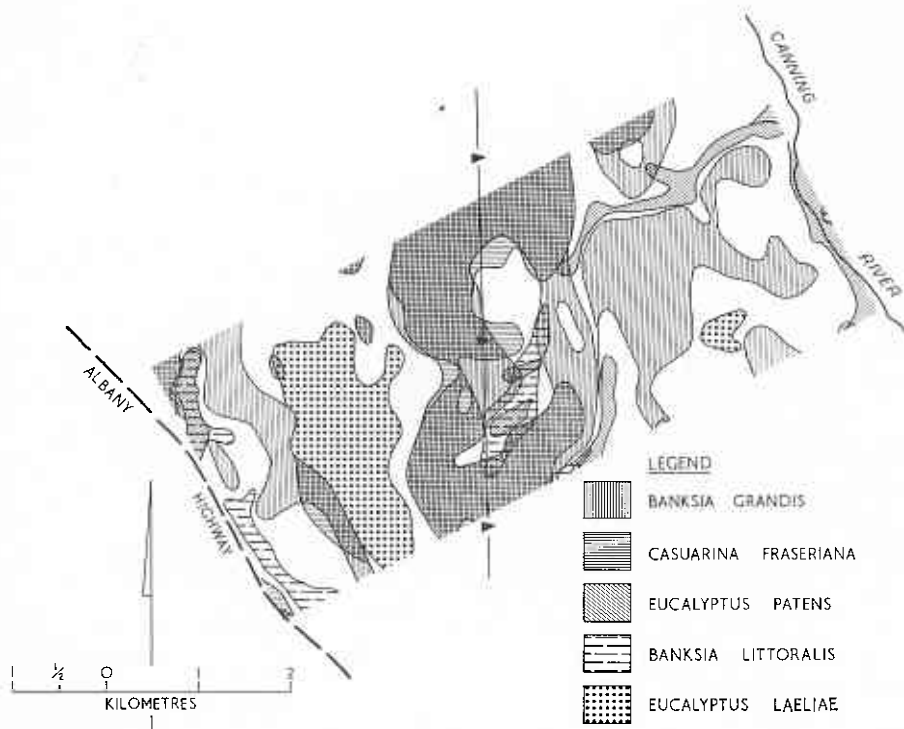 CANNING
RIVER
ALBANY
HIGHWAY
LEGEND
BANKSIA GRANDIS
CASUARINA FRASERIANA
EUCALYPTUS PATENS
BANKSIA LITTORALIS
EUCALYPTUS LAELIAE
1 ½ 0 1 2
KILOMETRES